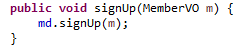 public void signUp(MemberVO m) {
    md.signUp(m);
}